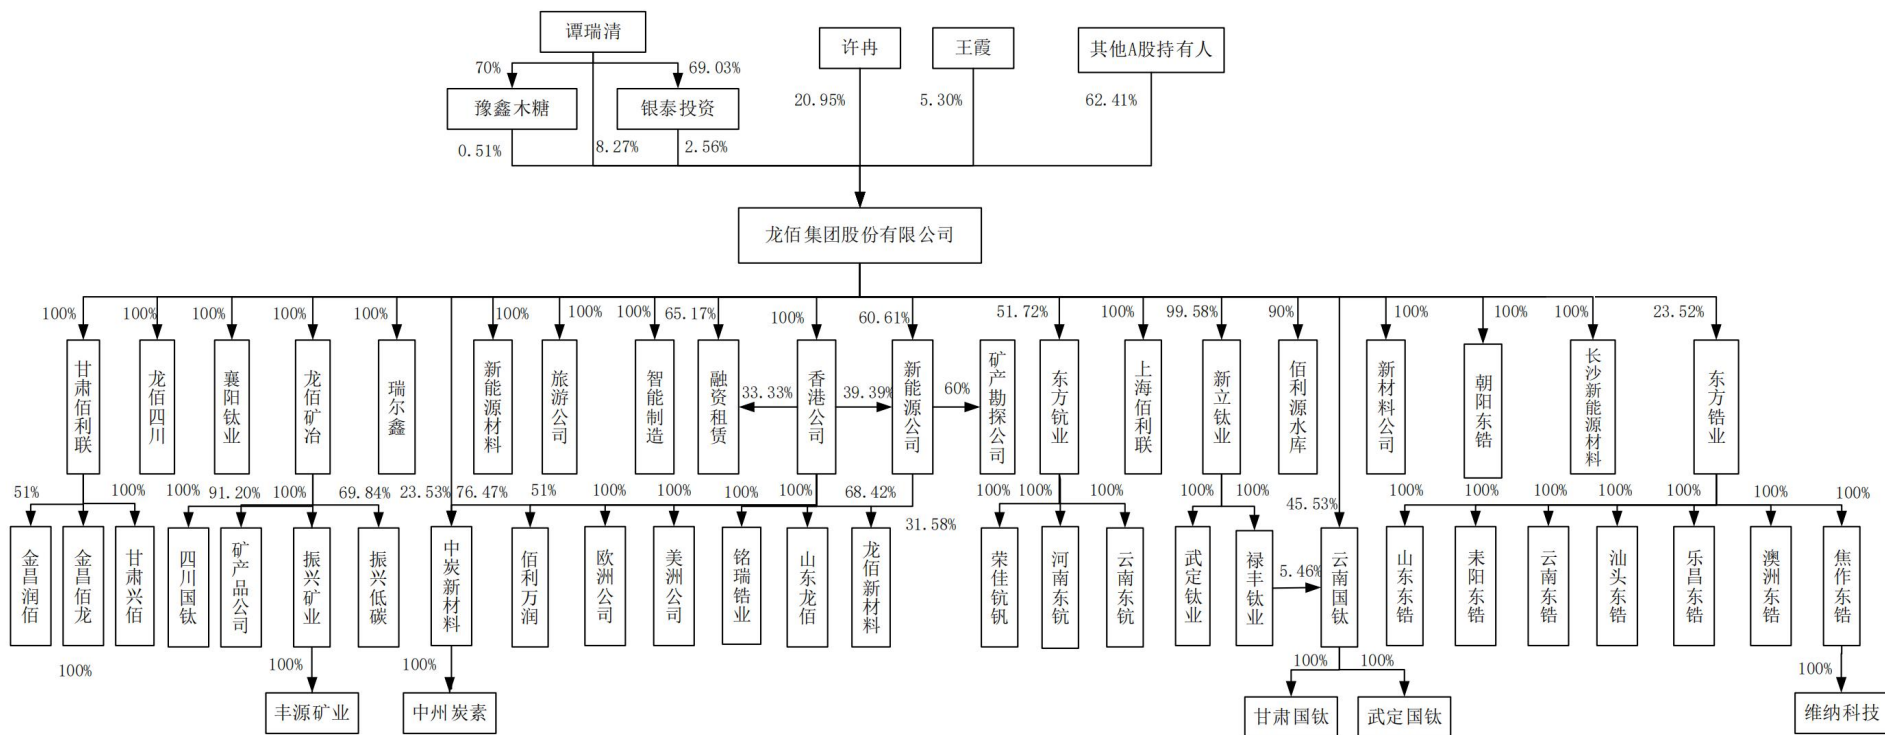 谭瑞清
许冉
王霞
其他A股持有人
70%
69.03%
豫鑫木糖
银泰投资
20.95%
5.30%
62.41%
0.51%
8.27%
2.56%
龙佰集团股份有限公司
100%
100%
100%
100%
100%
100%
100%
100%
65.17%
100%
60.61%
51.72%
100%
99.58%
90%
100%
100%
100%
23.52%
甘肃佰利联
龙佰四川
襄阳钛业
龙佰矿冶
瑞尔鑫
新能源材料
旅游公司
智能制造
融资租赁
33.33%
香港公司
39.39%
新能源公司
60%
矿产勘探公司
东方钪业
上海佰利联
新立钛业
佰利源水库
新材料公司
朝阳东锆
长沙新能源材料
东方锆业
51%
100%
100%
91.20%
100%
69.84%
23.53%
76.47%
51%
100%
100%
100%
100%
68.42%
31.58%
100%
100%
100%
100%
100%
45.53%
100%
100%
100%
100%
100%
100%
100%
金昌润佰
金昌佰龙
甘肃兴佰
四川国钛
矿产品公司
振兴矿业
振兴低碳
中炭新材料
佰利万润
欧洲公司
美洲公司
铭瑞锆业
山东龙佰
龙佰新材料
荣佳钪钒
河南东钪
云南东钪
武定钛业
禄丰钛业
5.46%
云南国钛
山东东锆
耒阳东锆
云南东锆
汕头东锆
乐昌东锆
澳洲东锆
焦作东锆
100%
100%
100%
100%
100%
100%
丰源矿业
中州炭素
甘肃国钛
武定国钛
维纳科技